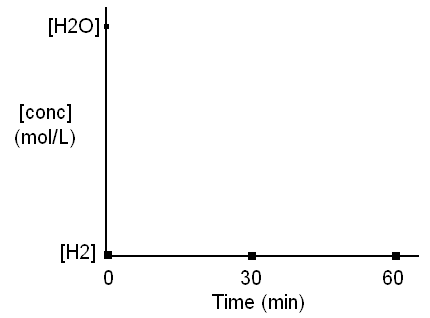 [H2O]
[conc]
(mol/L)
[H2]
0 30 60
Time (min)